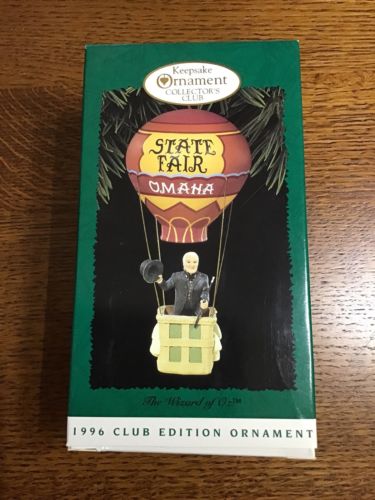 Keepsake
Ornament
COLLECTOR'S
CLUB
STATE
FAIR
OMAHA
The Wizard of Oz™
1996 CLUB EDITION ORNAMENT